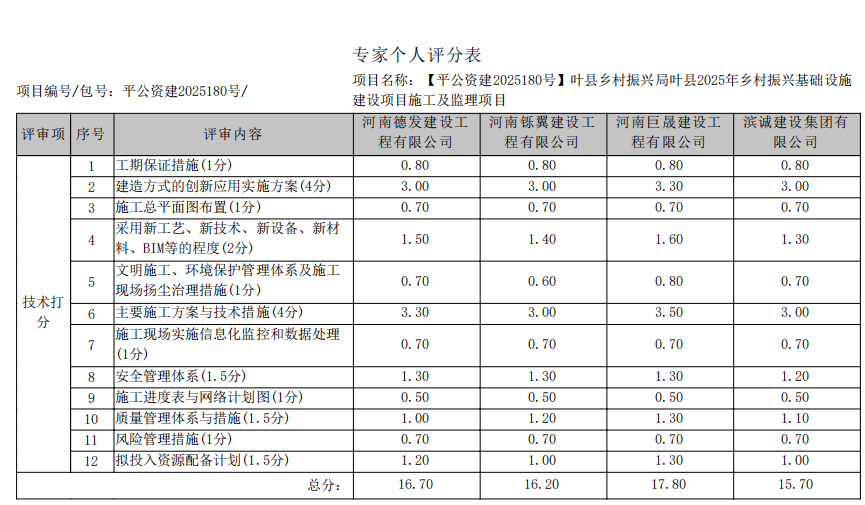 专家个人评分表
项目编号/包号：平公资建2025180号/
项目名称：【平公资建2025180号】叶县乡村振兴局叶县2025年乡村振兴基础设施
建设项目施工及监理项目
评审项 序号 评审内容 河南德发建设工 河南铄翼建设工 河南巨晟建设工 滨诚建设集团有
程有限公司 程有限公司 程有限公司 限公司
技术打
分
1 工期保证措施(1分) 0.80 0.80 0.80 0.80
2 建造方式的创新应用实施方案(4分) 3.00 3.00 3.30 3.00
3 施工总平面图布置(1分) 0.70 0.70 0.70 0.70
4 采用新工艺、新技术、新设备、新材
料、BIM等的程度(2分) 1.50 1.40 1.60 1.30
5 文明施工、环境保护管理体系及施工
现场扬尘治理措施(1分) 0.70 0.60 0.80 0.70
6 主要施工方案与技术措施(4分) 3.30 3.00 3.50 3.00
7 施工现场实施信息化监控和数据处理
(1分) 0.70 0.70 0.70 0.70
8 安全管理体系(1.5分) 1.30 1.30 1.30 1.20
9 施工进度表与网络计划图(1分) 0.50 0.50 0.50 0.50
10 质量管理体系与措施(1.5分) 1.00 1.20 1.30 1.10
11 风险管理措施(1分) 0.70 0.70 0.70 0.70
12 拟投入资源配备计划(1.5分) 1.20 1.00 1.30 1.00
总分： 16.70 16.20 17.80 15.70